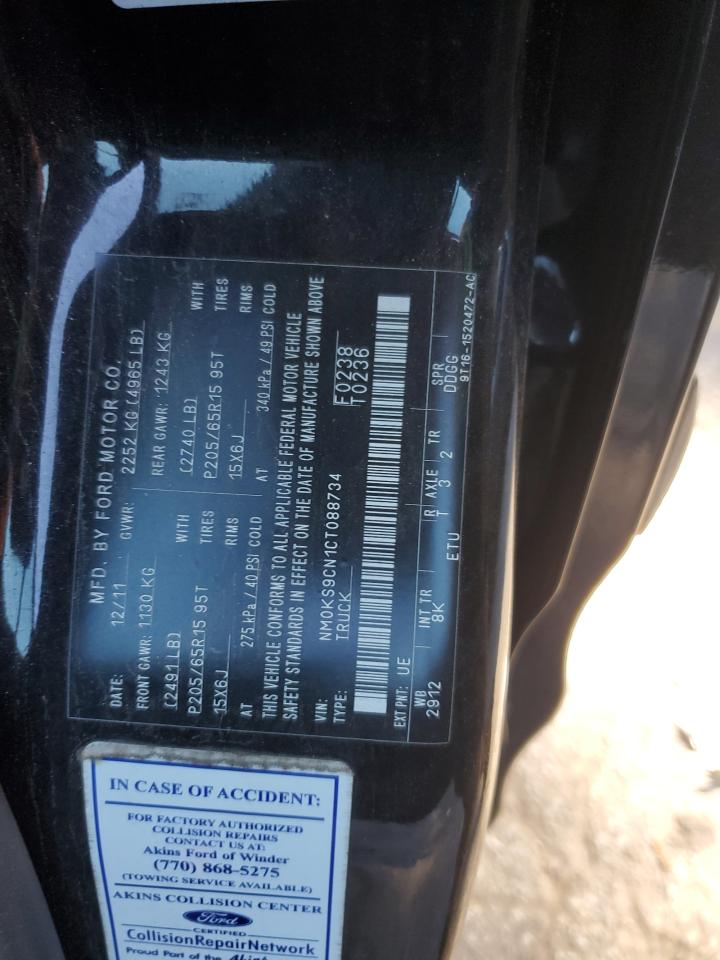 MFD. BY FORD MOTOR CO.
DATE: 12/11 GVWR: 2252 KG (4965 LB)
FRONT GAWR: 1130 KG REAR GAWR: 1243 KG
(2491 LB) (2740 LB) WITH
P205/65R15 95T TIRES P205/65R15 95T TIRES
15X6J RIMS 15X6J RIMS
AT 275 kPa / 40 PSI COLD AT 340 kPa / 49 PSI COLD
THIS VEHICLE CONFORMS TO ALL APPLICABLE FEDERAL MOTOR VEHICLE
SAFETY STANDARDS IN EFFECT ON THE DATE OF MANUFACTURE SHOWN ABOVE
VIN: NM0KS9CN1CT088734 F0238
TYPE: TRUCK T0236
EXT PNT: UE
WB INT TR R AXLE TR SPR
2912 8K ETU T 3 2 DDGG
9T16-1520472-AC
IN CASE OF ACCIDENT:
FOR FACTORY AUTHORIZED
COLLISION REPAIRS
CONTACT US AT:
Akins Ford of Winder
(770) 868-5275
(TOWING SERVICE AVAILABLE)
AKINS COLLISION CENTER
Ford
CERTIFIED
CollisionRepairNetwork
Proud Part of the